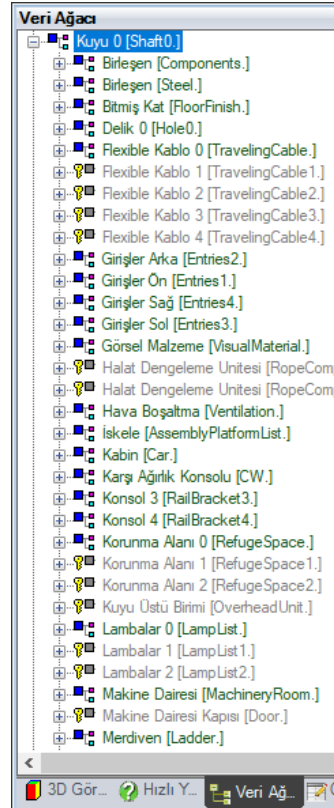 Veri Ağacı
Kuyu 0 [Shaft0.]
Birleşen [Components.]
Birleşen [Steel.]
Bitmiş Kat [FloorFinish.]
Delik 0 [Hole0.]
Flexible Kablo 0 [TravelingCable.]
Flexible Kablo 1 [TravelingCable1.]
Flexible Kablo 2 [TravelingCable2.]
Flexible Kablo 3 [TravelingCable3.]
Flexible Kablo 4 [TravelingCable4.]
Girişler Arka [Entries2.]
Girişler Ön [Entries1.]
Girişler Sağ [Entries4.]
Girişler Sol [Entries3.]
Görsel Malzeme [VisualMaterial.]
Halat Dengeleme Unitesi [RopeComp
Halat Dengeleme Unitesi [RopeComp
Hava Boşaltma [Ventilation.]
İskele [AssemblyPlatformList.]
Kabin [Car.]
Karşı Ağırlık Konsolu [CW.]
Konsol 3 [RailBracket3.]
Konsol 4 [RailBracket4.]
Korunma Alanı 0 [RefugeSpace.]
Korunma Alanı 1 [RefugeSpace1.]
Korunma Alanı 2 [RefugeSpace2.]
Kuyu Üstü Birimi [OverheadUnit.]
Lambalar 0 [LampList.]
Lambalar 1 [LampList1.]
Lambalar 2 [LampList2.]
Makine Dairesi [MachineryRoom.]
Makine Dairesi Kapısı [Door.]
Merdiven [Ladder.]
3D Gör... Hızlı Y... Veri Ağ...